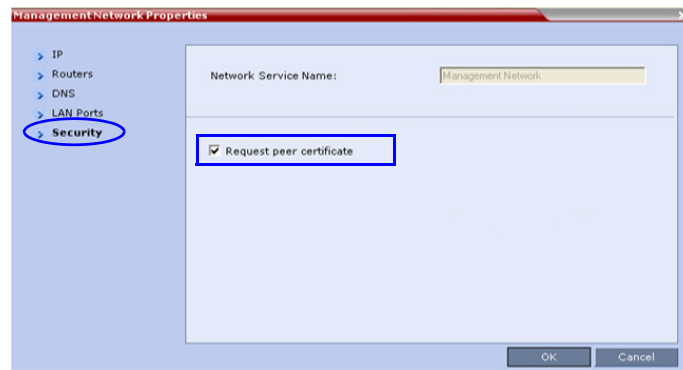 Management Network Properties
IP
Routers
DNS
LAN Ports
Security
Network Service Name:
Management Network
Request peer certificate
OK
Cancel